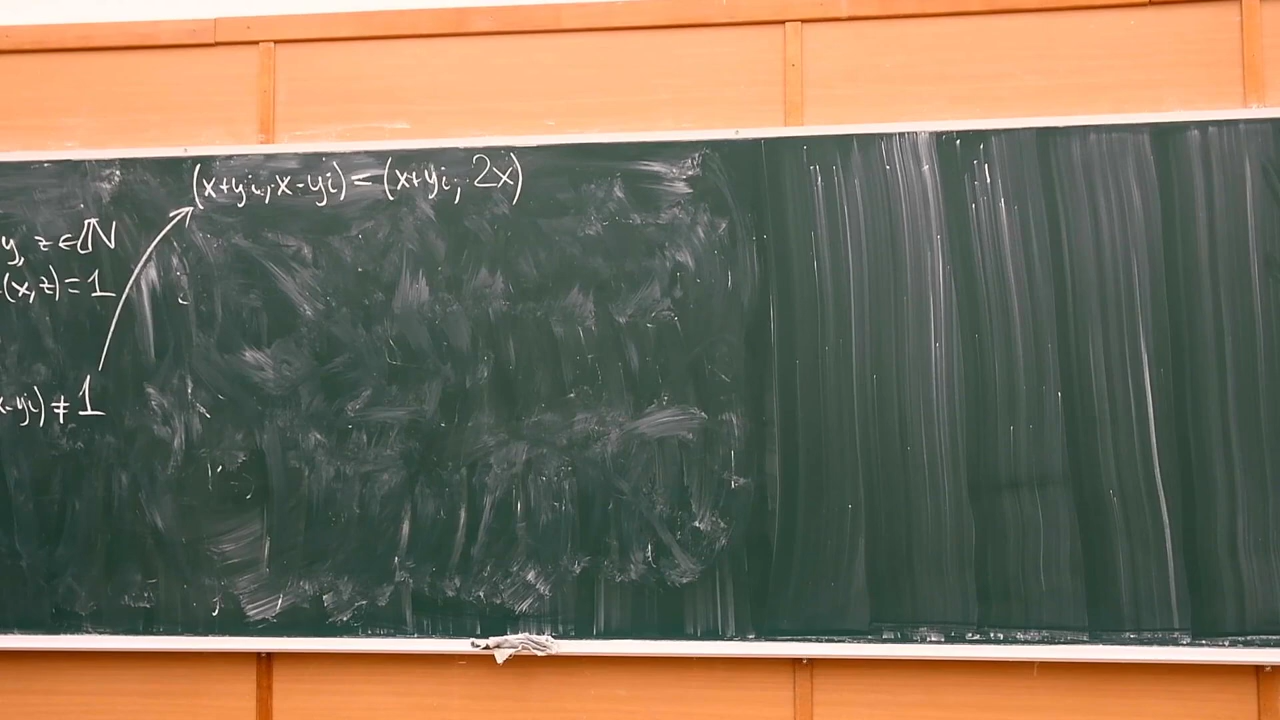 (x+yi, x-yi) = (x+yi, 2x)
y, z ∈ ℕ
(x,z) = 1
x-yi) ≠ 1